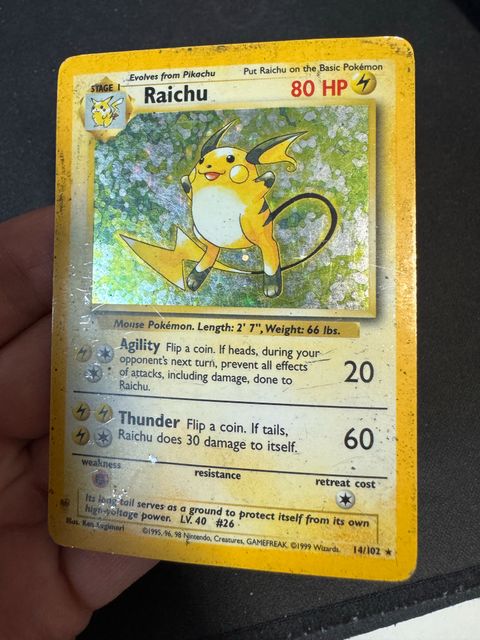 Evolves from Pikachu
Put Raichu on the Basic Pokémon
STAGE 1
Raichu
80 HP
Mouse Pokémon. Length: 2' 7", Weight: 66 lbs.
Agility Flip a coin. If heads, during your
opponent's next turn, prevent all effects
of attacks, including damage, done to
Raichu.
20
Thunder Flip a coin. If tails,
Raichu does 30 damage to itself.
60
weakness
resistance
retreat cost
Its long tail serves as a ground to protect itself from its own
high-voltage power. LV. 40 #26
Illus. Ken Sugimori
©1995, 96, 98 Nintendo, Creatures, GAMEFREAK. ©1999 Wizards.
14/102 ★